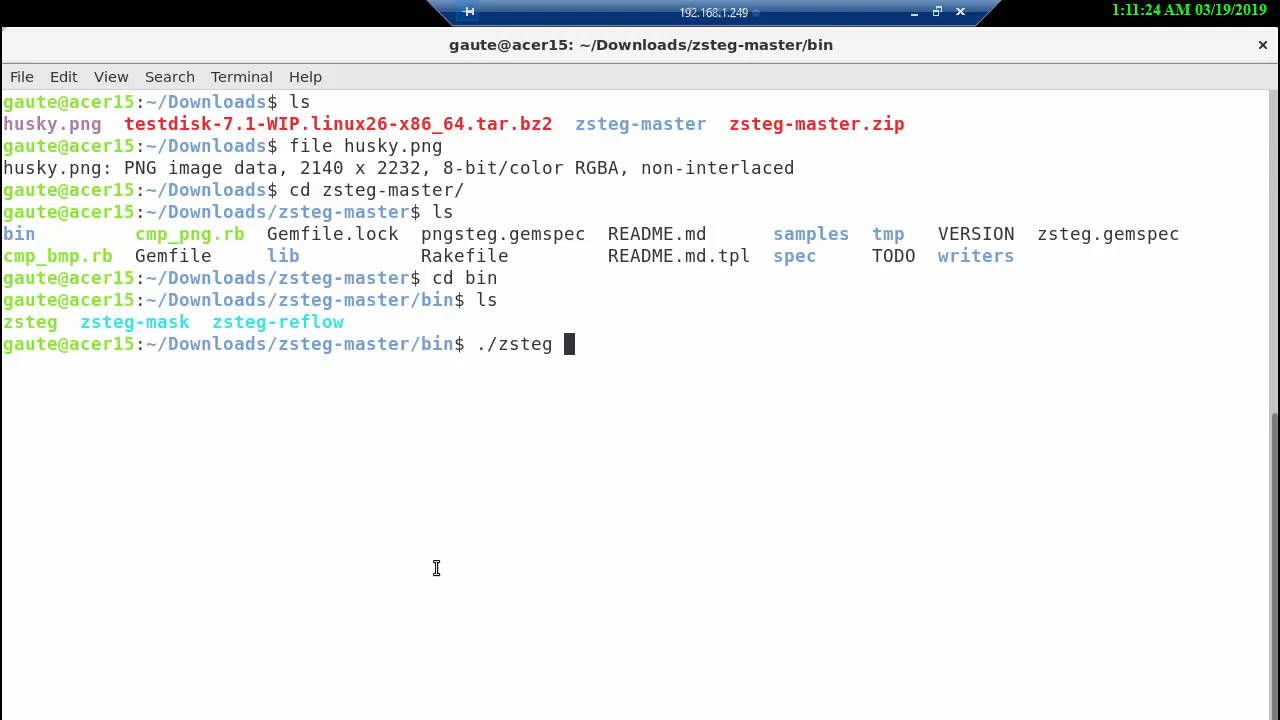 192.168.1.249
1:11:24 AM 03/19/2019
gaute@acer15: ~/Downloads/zsteg-master/bin
File Edit View Search Terminal Help
gaute@acer15:~/Downloads$ ls
husky.png testdisk-7.1-WIP.linux26-x86_64.tar.bz2 zsteg-master zsteg-master.zip
gaute@acer15:~/Downloads$ file husky.png
husky.png: PNG image data, 2140 x 2232, 8-bit/color RGBA, non-interlaced
gaute@acer15:~/Downloads$ cd zsteg-master/
gaute@acer15:~/Downloads/zsteg-master$ ls
bin cmp_png.rb Gemfile.lock pngsteg.gemspec README.md samples tmp VERSION zsteg.gemspec
cmp_bmp.rb Gemfile lib Rakefile README.md.tpl spec TODO writers
gaute@acer15:~/Downloads/zsteg-master$ cd bin
gaute@acer15:~/Downloads/zsteg-master/bin$ ls
zsteg zsteg-mask zsteg-reflow
gaute@acer15:~/Downloads/zsteg-master/bin$ ./zsteg